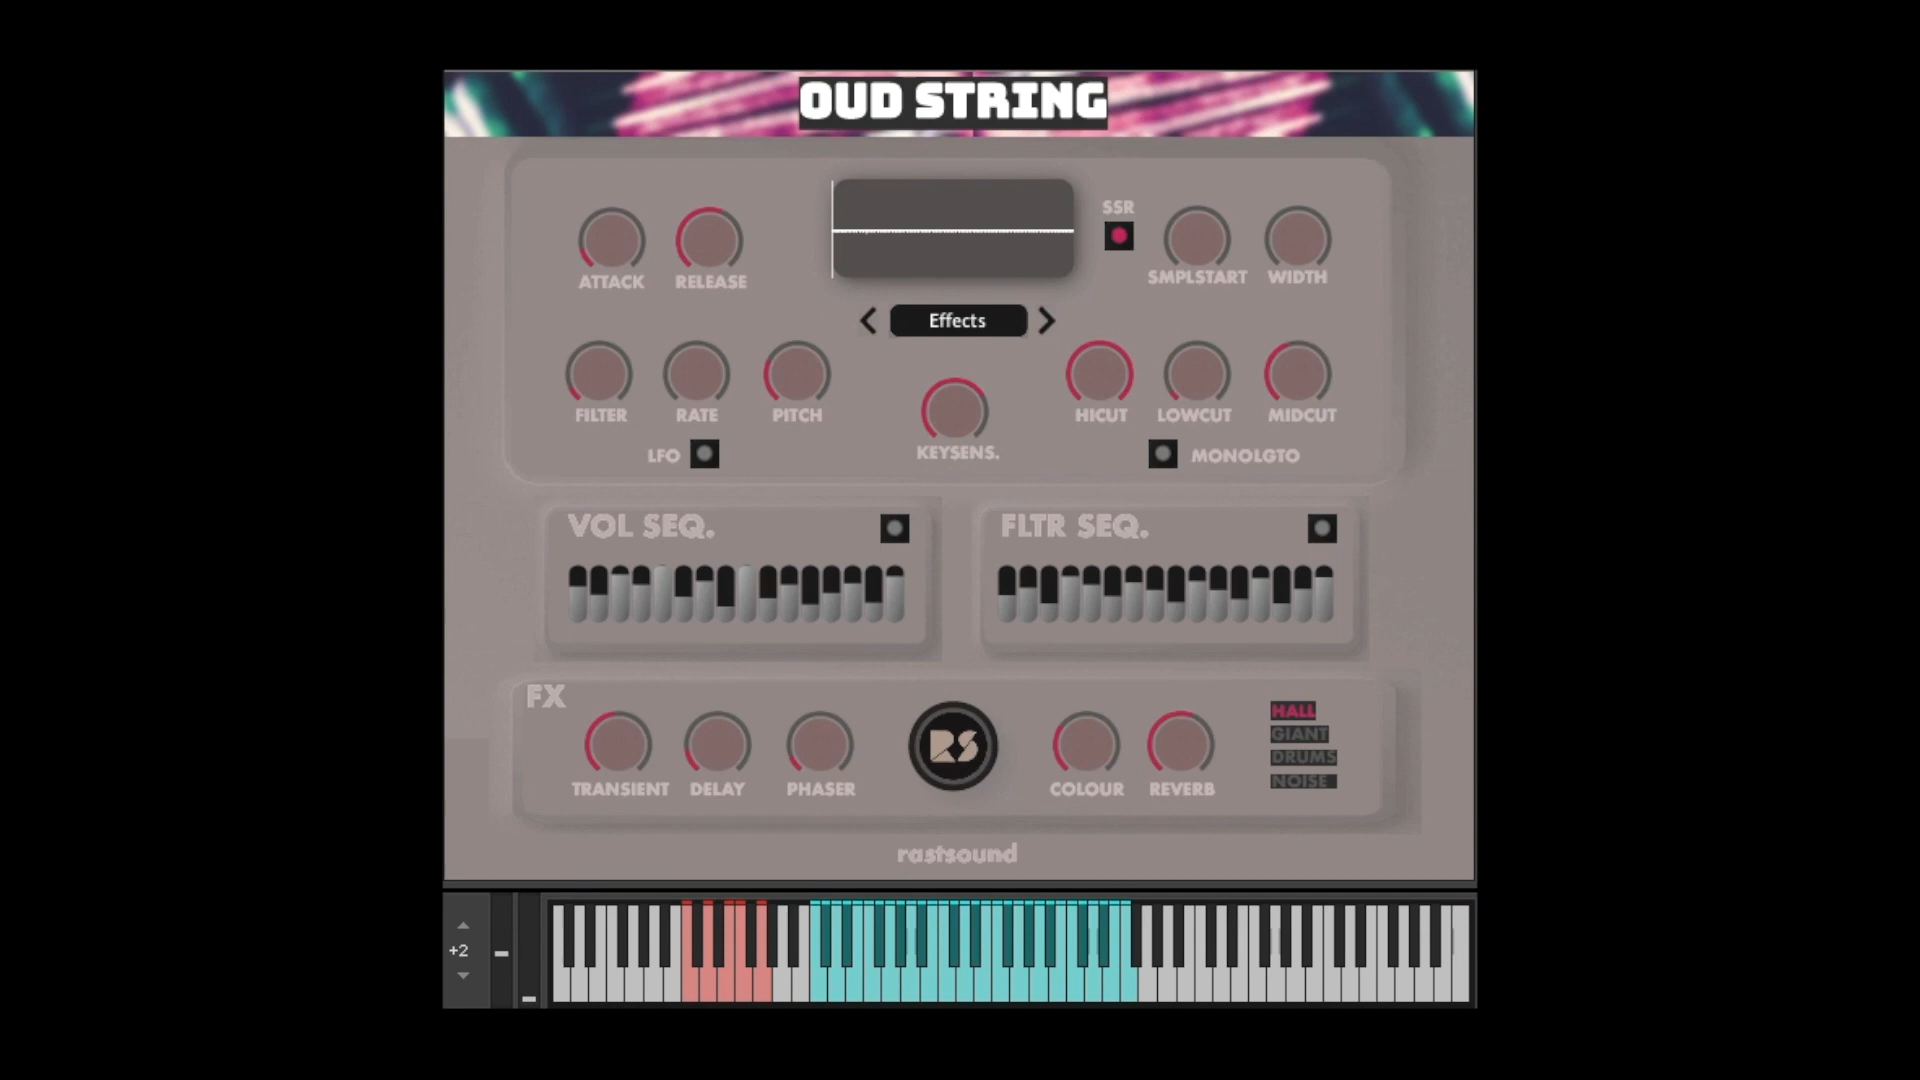 OUD STRING
SSR
ATTACK RELEASE
SMPLSTART WIDTH
Effects
FILTER RATE PITCH
HICUT LOWCUT MIDCUT
KEYSENS.
LFO
MONOLGTO
VOL SEQ.
FLTR SEQ.
FX
HALL
GIANT
DRUMS
NOISE
RS
TRANSIENT DELAY PHASER
COLOUR REVERB
rastsound
+2